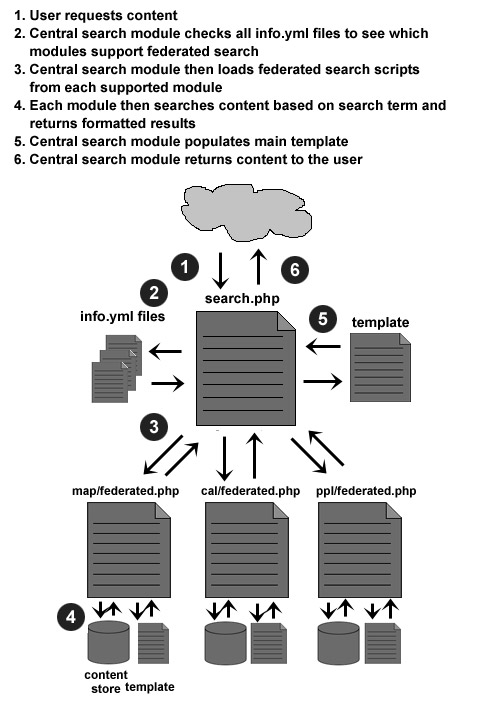 1. User requests content
2. Central search module checks all info.yml files to see which
modules support federated search
3. Central search module then loads federated search scripts
from each supported module
4. Each module then searches content based on search term and
returns formatted results
5. Central search module populates main template
6. Central search module returns content to the user
1
6
search.php
2
info.yml files
5
template
3
map/federated.php
cal/federated.php
ppl/federated.php
4
content
store
template